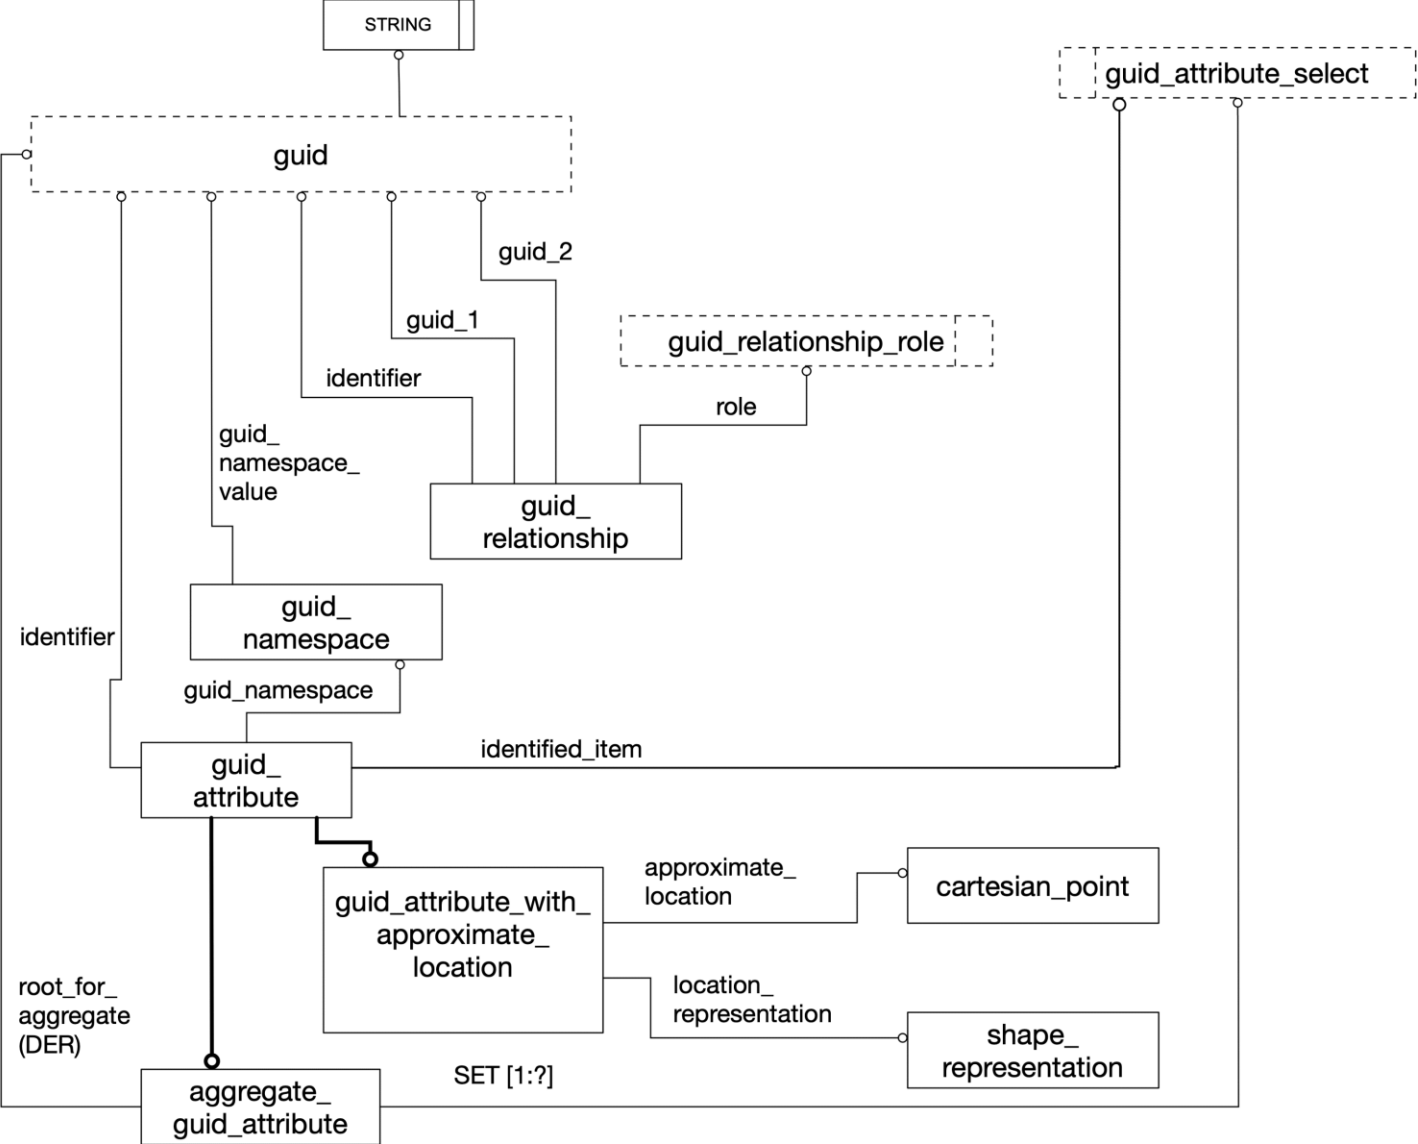 STRING
guid_attribute_select
guid
guid_2
guid_1
guid_relationship_role
identifier
role
guid_
namespace_
value
guid_
relationship
guid_
namespace
identifier
guid_namespace
identified_item
guid_
attribute
approximate_
location
cartesian_point
guid_attribute_with_
approximate_
location
root_for_
aggregate
(DER)
location_
representation
shape_
representation
SET [1:?]
aggregate_
guid_attribute